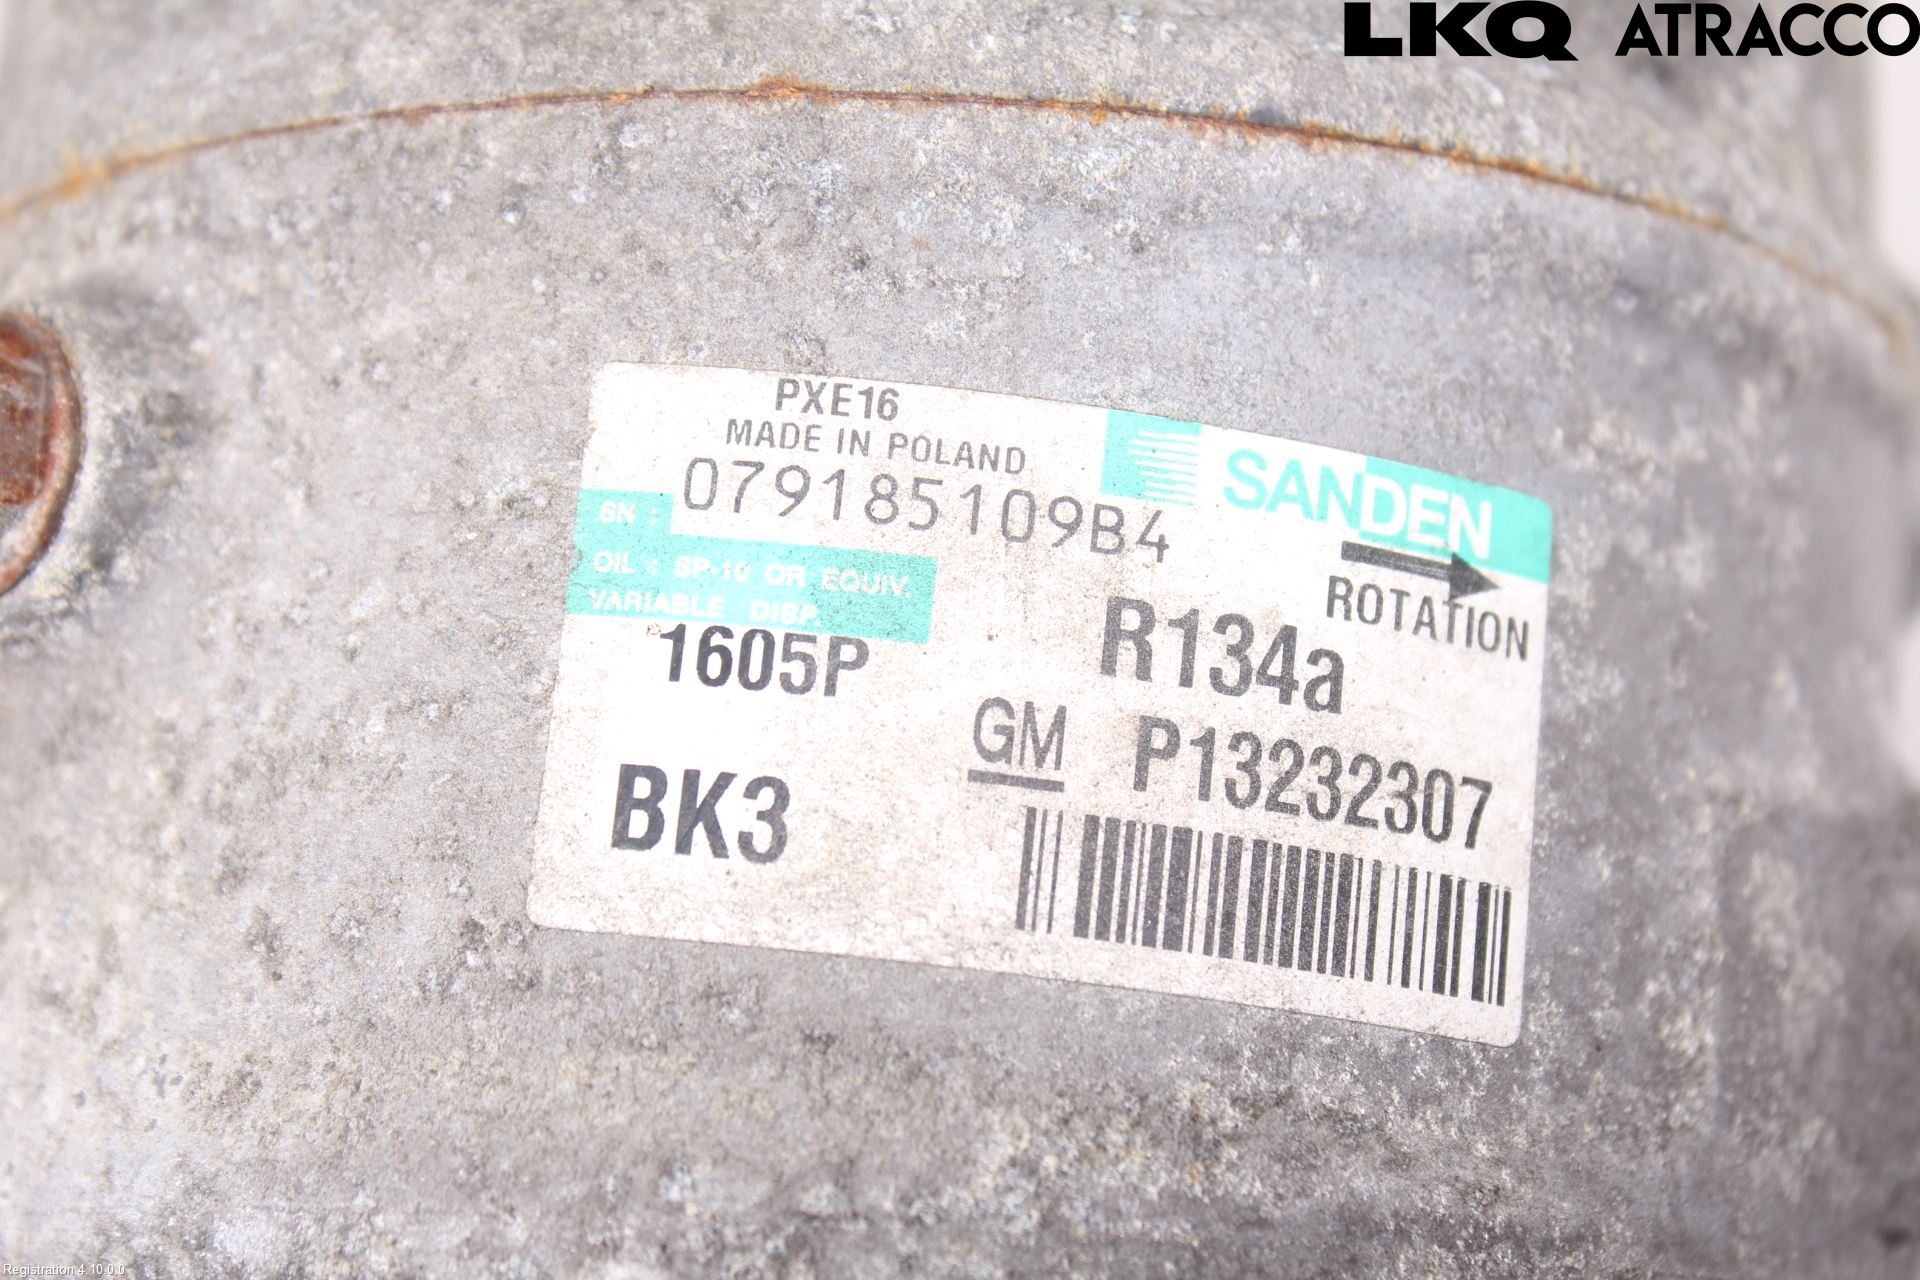 LKQ ATRACCO
PXE16
MADE IN POLAND
SANDEN
SN : 079185109B4
OIL : SP-10 OR EQUIV.
VARIABLE DISP.
ROTATION
1605P
R134a
GM P13232307
BK3
Registration 4.10.0.0